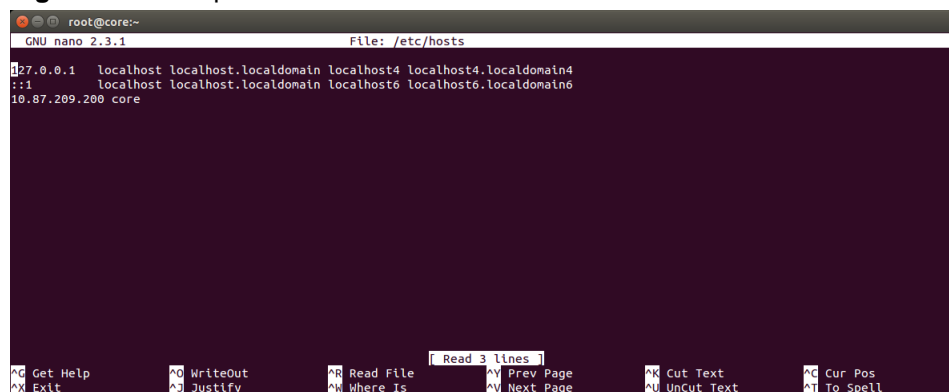 root@core:~
GNU nano 2.3.1 File: /etc/hosts
127.0.0.1 localhost localhost.localdomain localhost4 localhost4.localdomain4
::1 localhost localhost.localdomain localhost6 localhost6.localdomain6
10.87.209.200 core
[ Read 3 lines ]
^G Get Help ^O WriteOut ^R Read File ^Y Prev Page ^K Cut Text ^C Cur Pos
^X Exit ^J Justify ^W Where Is ^V Next Page ^U UnCut Text ^T To Spell